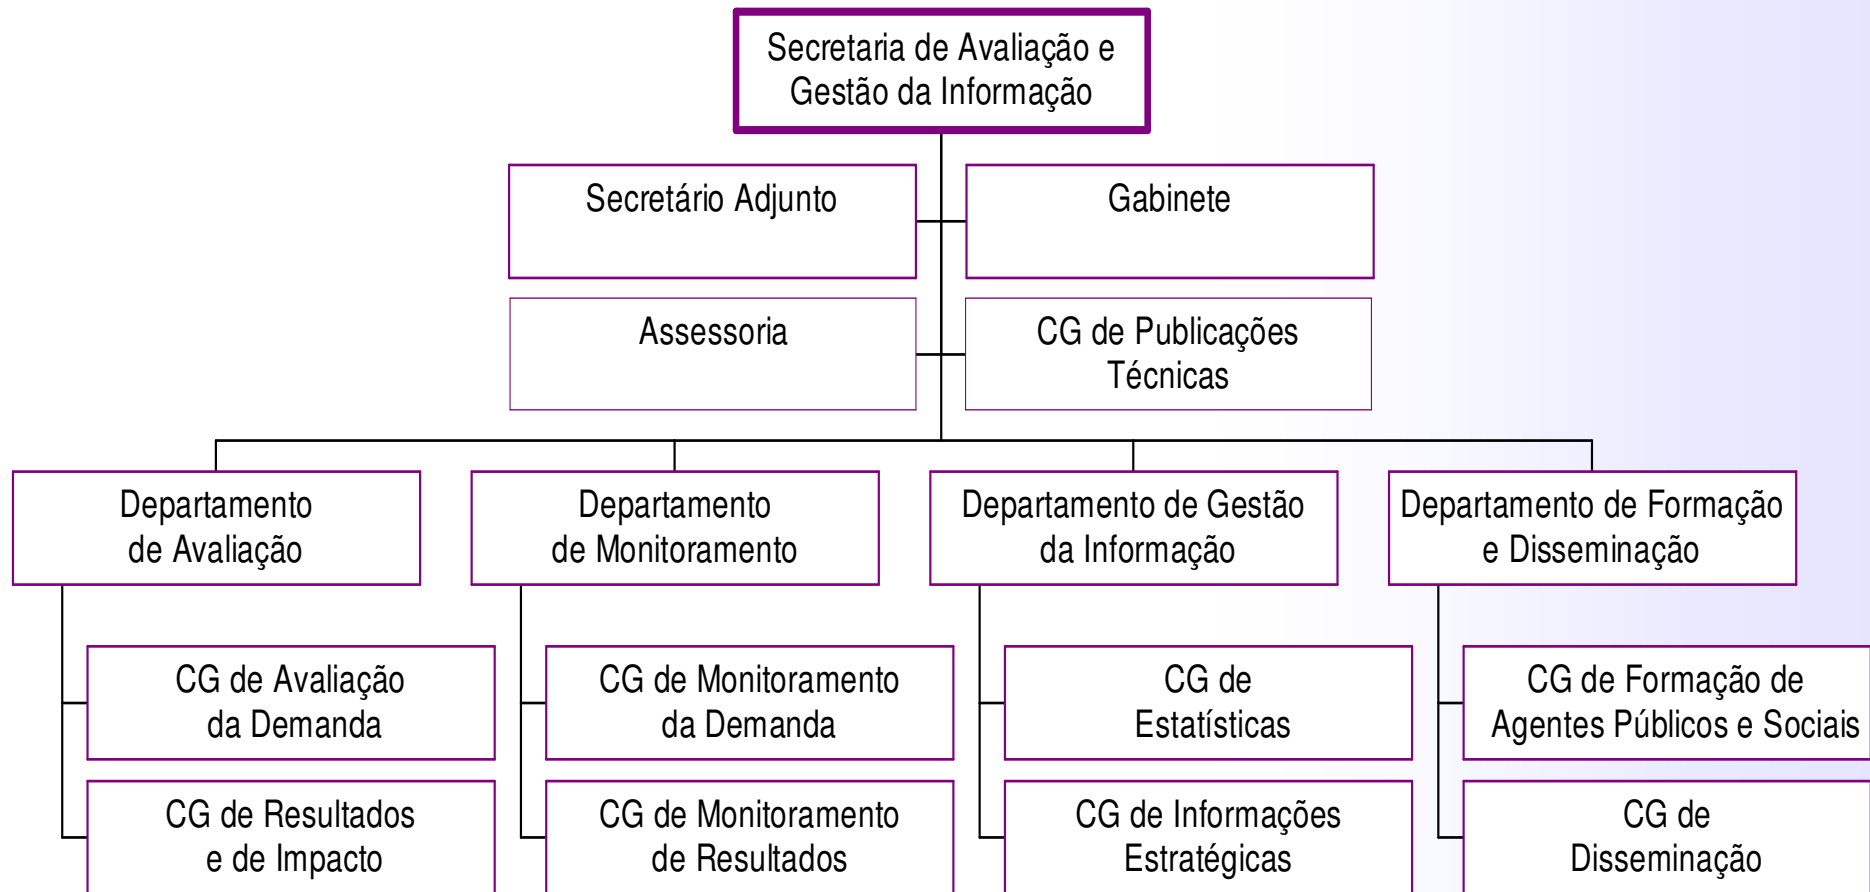 Secretaria de Avaliação e
Gestão da Informação
Secretário Adjunto
Gabinete
Assessoria
CG de Publicações
Técnicas
Departamento
de Avaliação
Departamento
de Monitoramento
Departamento de Gestão
da Informação
Departamento de Formação
e Disseminação
CG de Avaliação
da Demanda
CG de Monitoramento
da Demanda
CG de
Estatísticas
CG de Formação de
Agentes Públicos e Sociais
CG de Resultados
e de Impacto
CG de Monitoramento
de Resultados
CG de Informações
Estratégicas
CG de
Disseminação